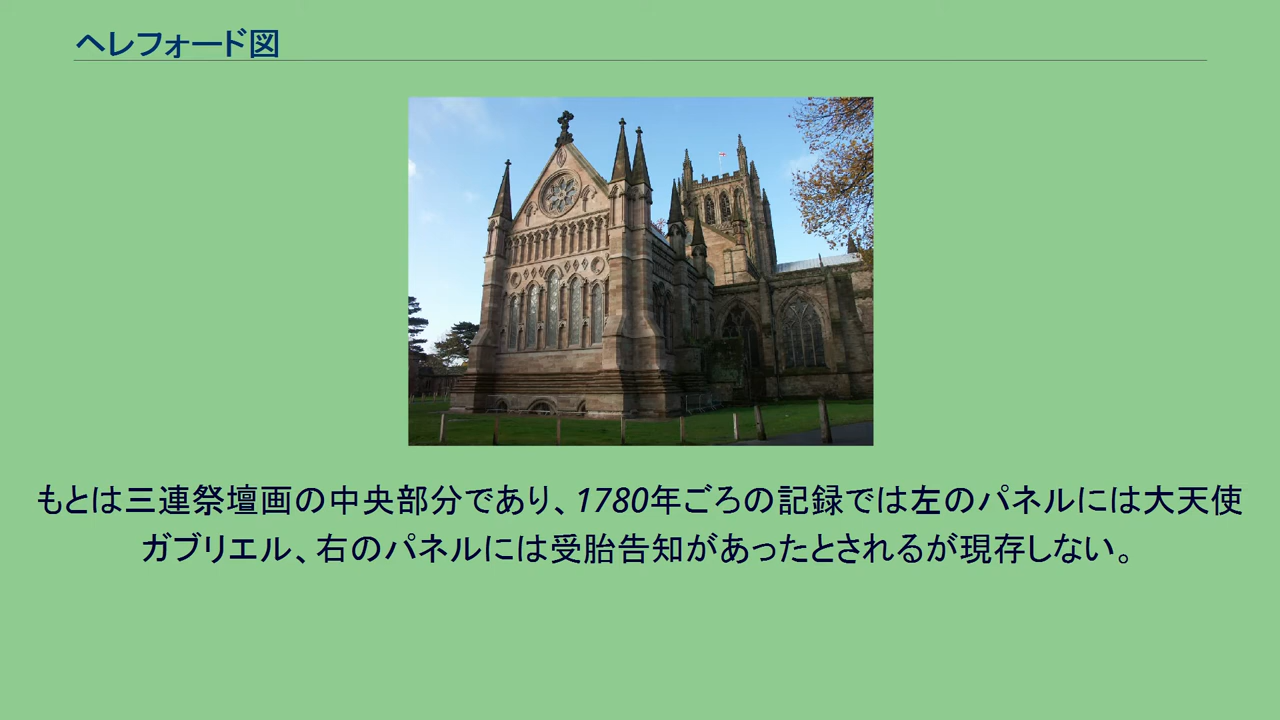 ヘレフォード図
もとは三連祭壇画の中央部分であり、1780年ごろの記録では左のパネルには大天使
ガブリエル、右のパネルには受胎告知があったとされるが現存しない。